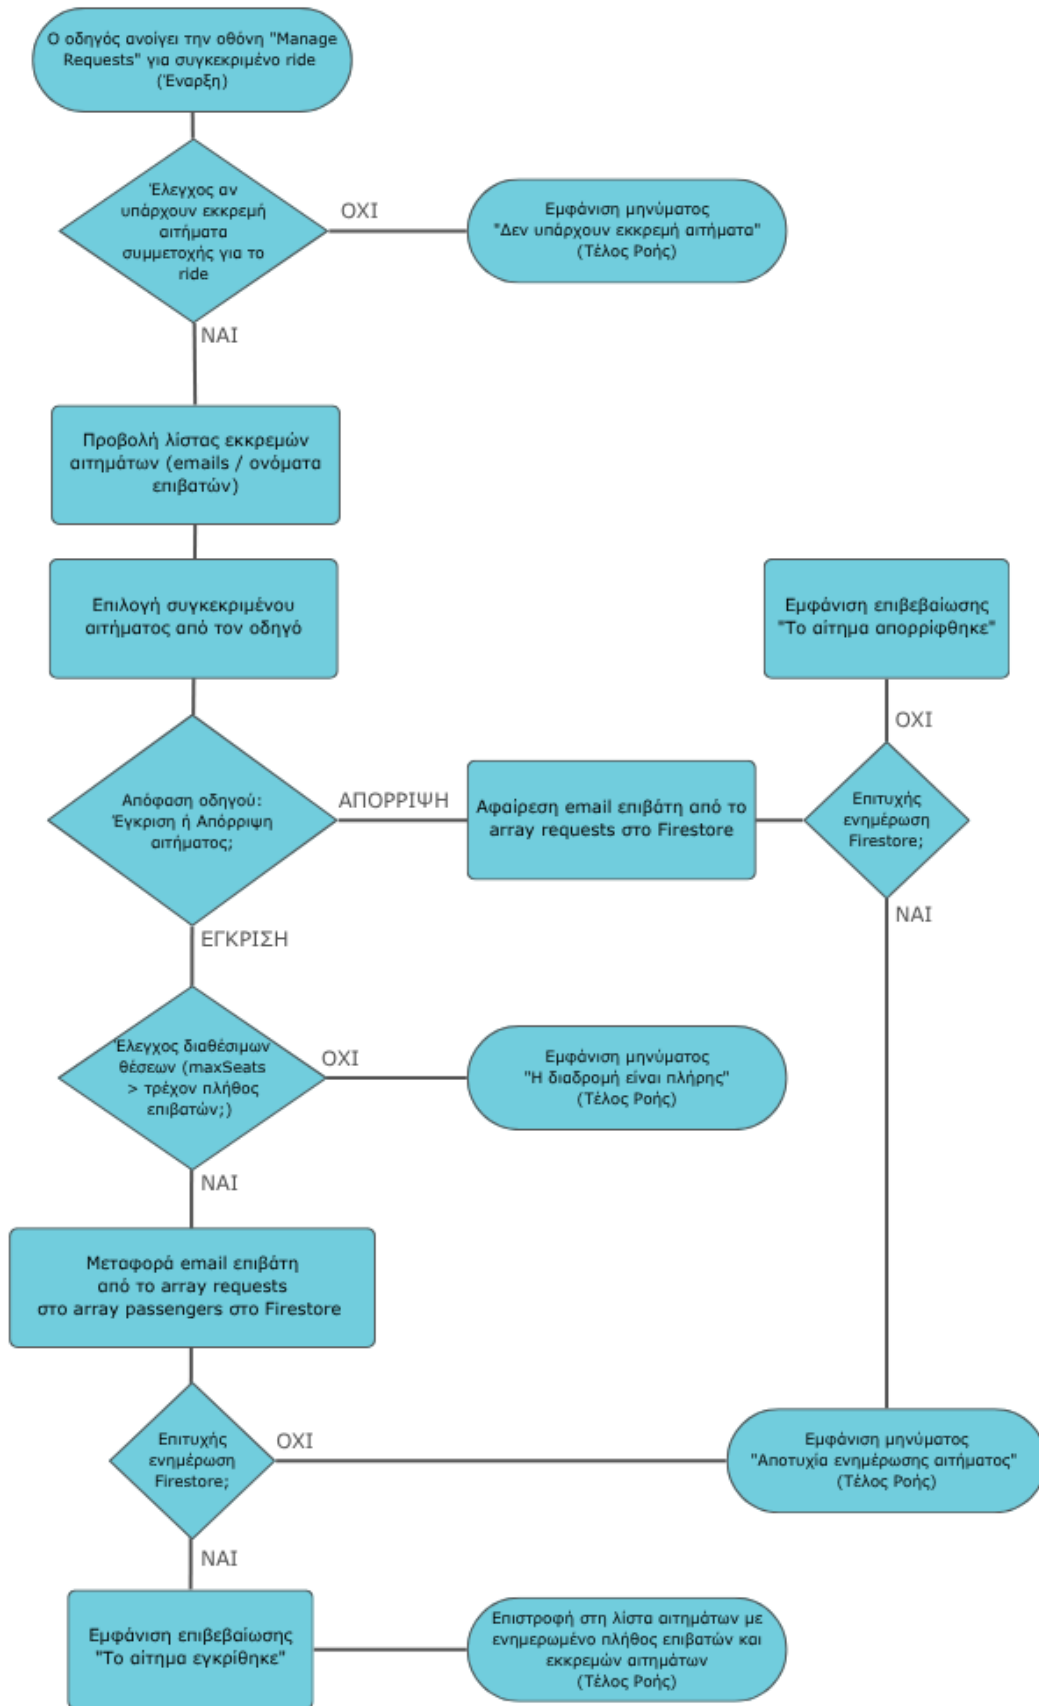 Ο οδηγός ανοίγει την οθόνη "Manage
Requests" για συγκεκριμένο ride
(Έναρξη)
Έλεγχος αν
υπάρχουν εκκρεμή
αιτήματα
συμμετοχής για το
ride
ΟΧΙ
Εμφάνιση μηνύματος
"Δεν υπάρχουν εκκρεμή αιτήματα"
(Τέλος Ροής)
ΝΑΙ
Προβολή λίστας εκκρεμών
αιτημάτων (emails / ονόματα
επιβατών)
Επιλογή συγκεκριμένου
αιτήματος από τον οδηγό
Εμφάνιση επιβεβαίωσης
"Το αίτημα απορρίφθηκε"
ΟΧΙ
Απόφαση οδηγού:
Έγκριση ή Απόρριψη
αιτήματος;
ΑΠΟΡΡΙΨΗ
Αφαίρεση email επιβάτη από το
array requests στο Firestore
Επιτυχής
ενημέρωση
Firestore;
ΝΑΙ
ΕΓΚΡΙΣΗ
Έλεγχος διαθέσιμων
θέσεων (maxSeats
> τρέχον πλήθος
επιβατών;)
ΟΧΙ
Εμφάνιση μηνύματος
"Η διαδρομή είναι πλήρης"
(Τέλος Ροής)
ΝΑΙ
Μεταφορά email επιβάτη
από το array requests
στο array passengers στο Firestore
Επιτυχής
ενημέρωση
Firestore;
ΟΧΙ
Εμφάνιση μηνύματος
"Αποτυχία ενημέρωσης αιτήματος"
(Τέλος Ροής)
ΝΑΙ
Εμφάνιση επιβεβαίωσης
"Το αίτημα εγκρίθηκε"
Επιστροφή στη λίστα αιτημάτων με
ενημερωμένο πλήθος επιβατών και
εκκρεμών αιτημάτων
(Τέλος Ροής)